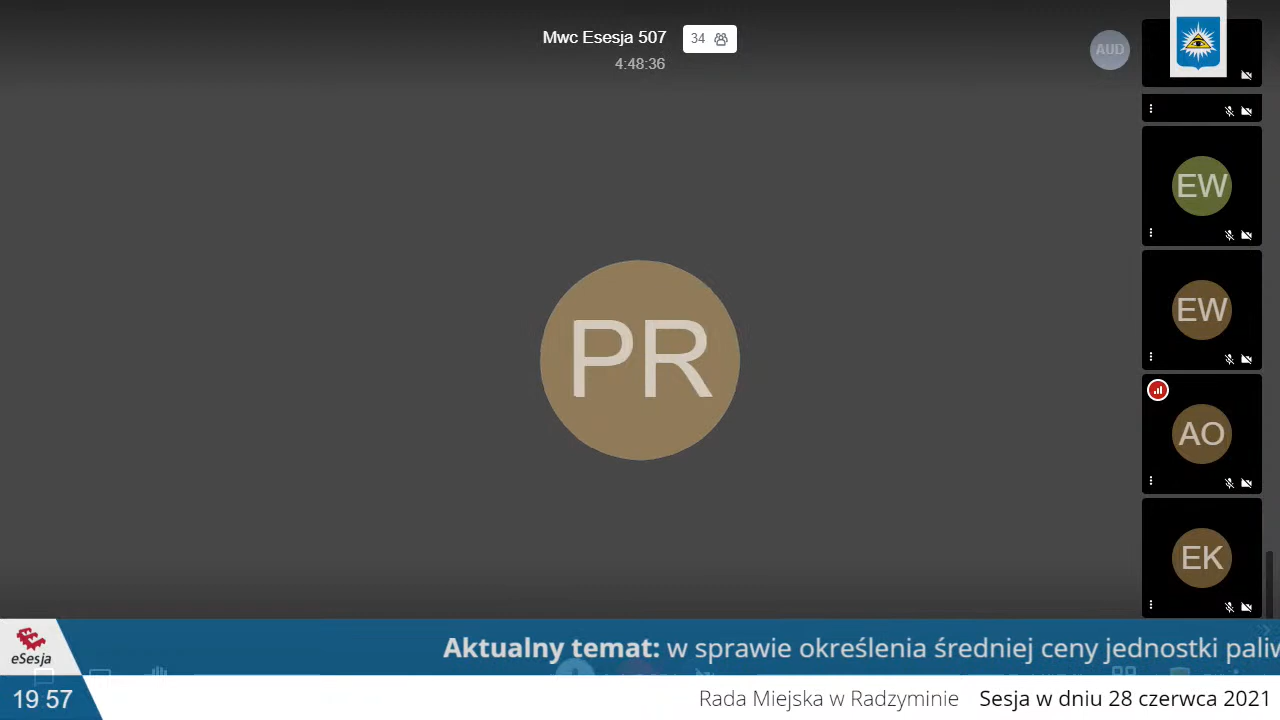 Mwc Esesja 507
34
4:48:36
AUD
EW
EW
PR
AO
EK
Aktualny temat: w sprawie określenia średniej ceny jednostki paliw
eSesja
19 57
Rada Miejska w Radzyminie Sesja w dniu 28 czerwca 2021